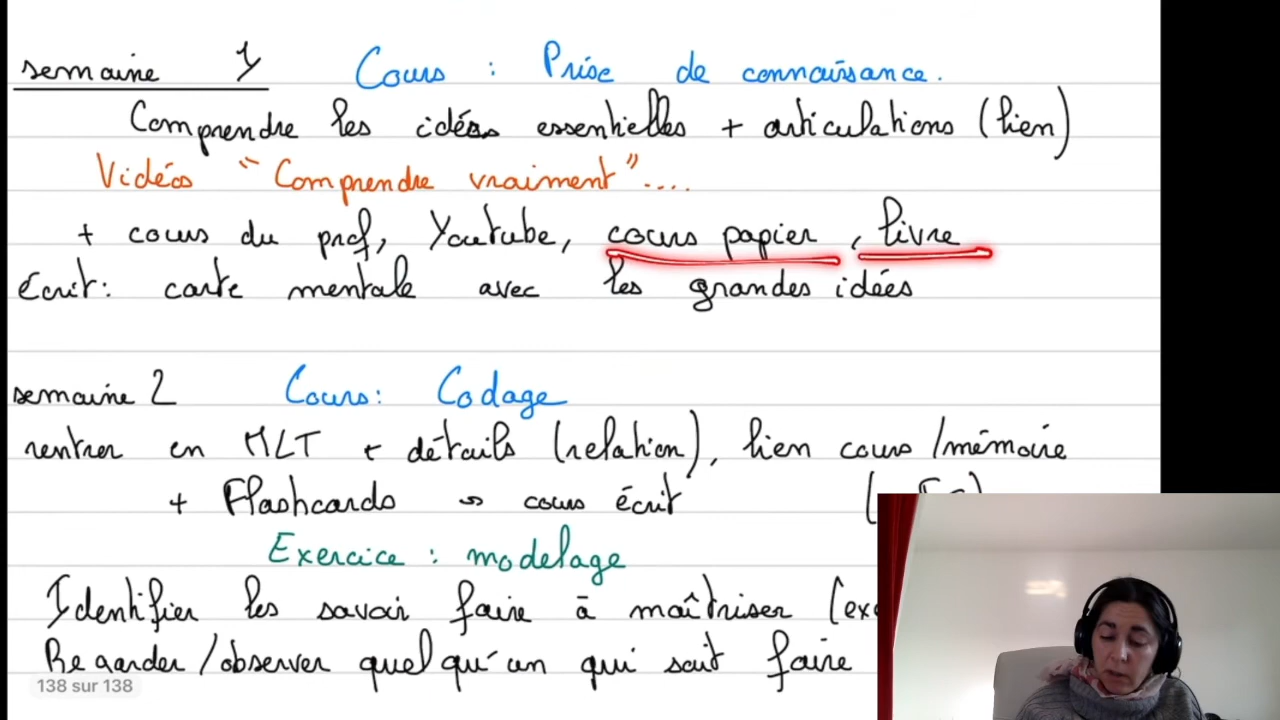 semaine 1 Cours : Prise de connaissance.
Comprendre les idées essentielles + articulations (lien)
Vidéos "Comprendre vraiment"....
+ cours du prof, Youtube, cours papier, livre
écrit: carte mentale avec les grandes idées
semaine 2 Cours: Codage
rentrer en MLT + détails (relation), lien cours/mémoire
+ Flashcards ⇝ cours écrit
Exercice : modelage
Identifier les savoir faire à maîtriser (exe
Regarder/observer quelqu'un qui sait faire
138 sur 138